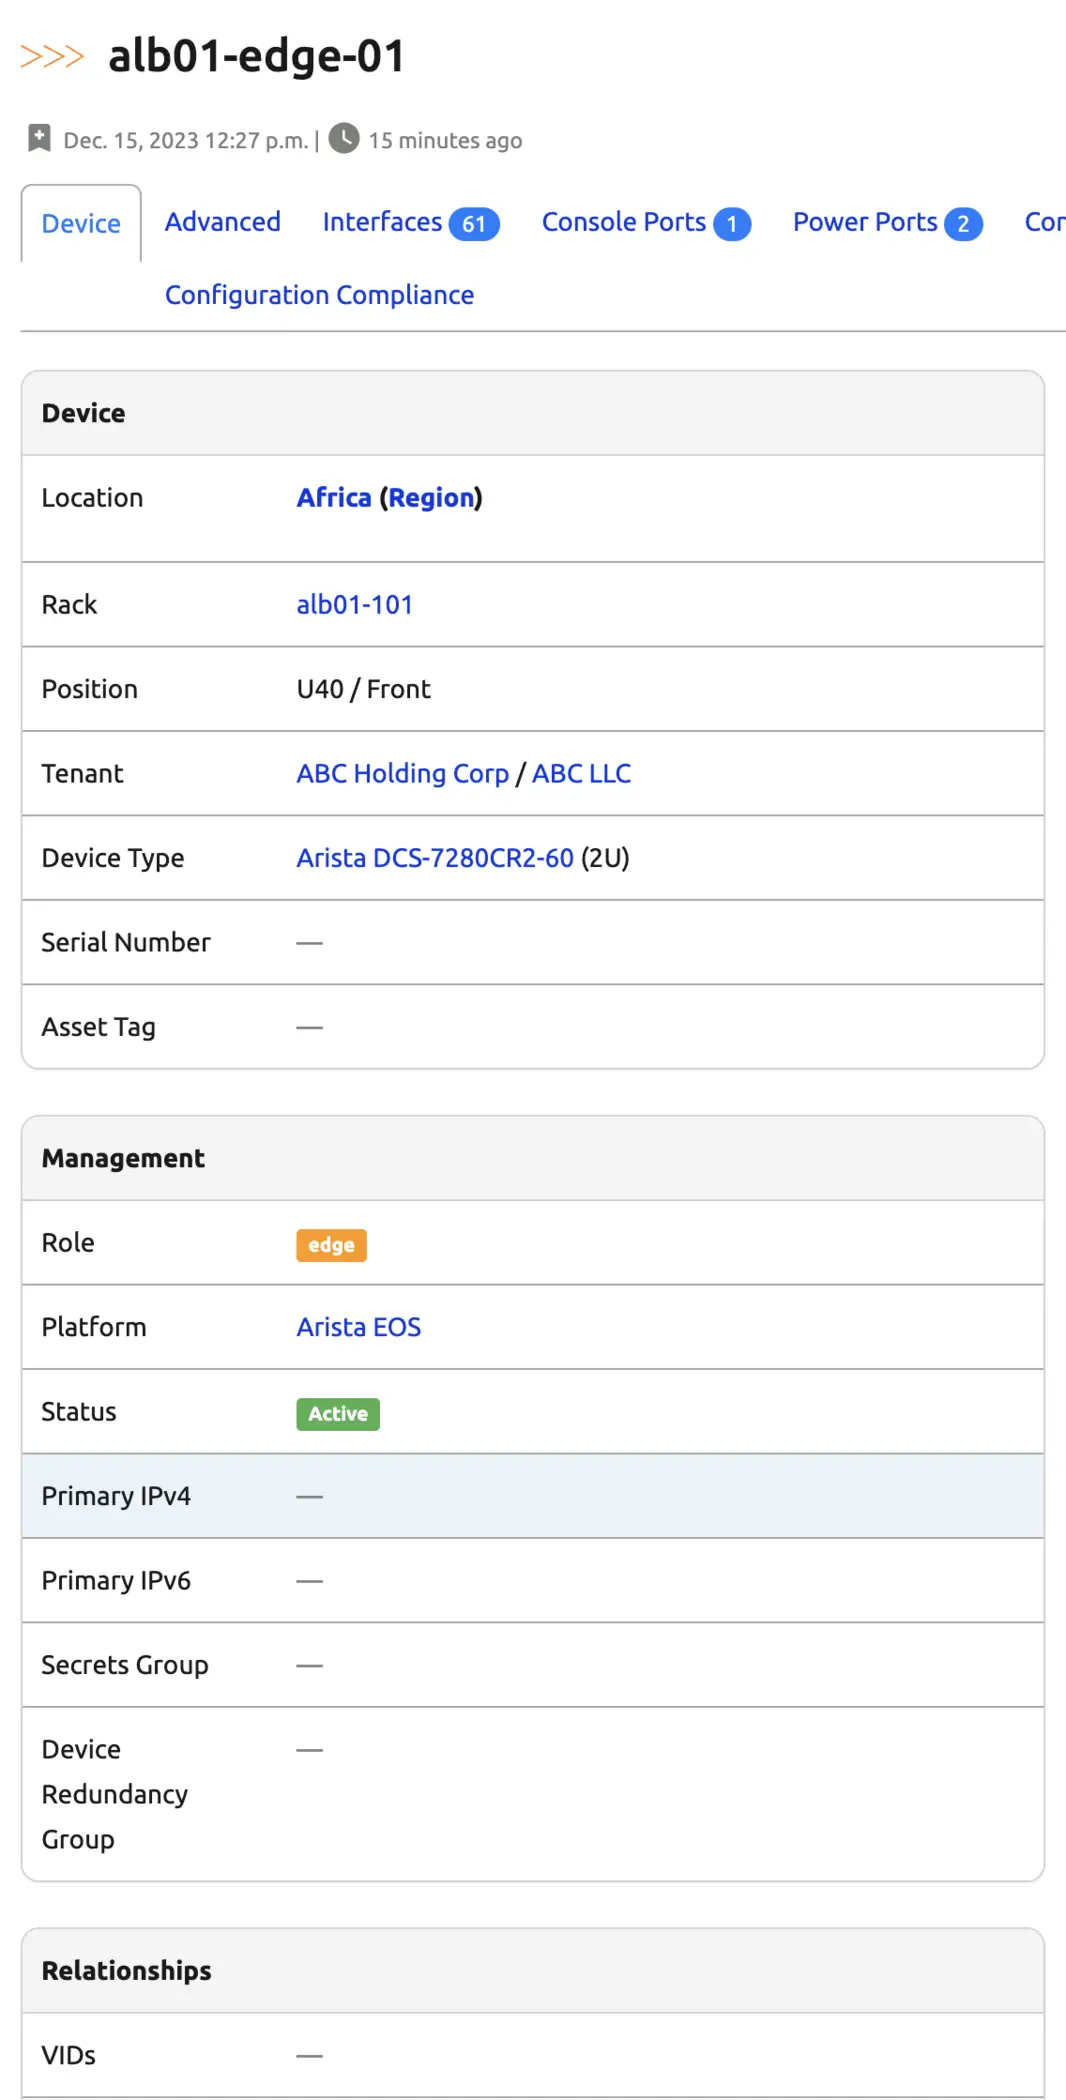 >>> alb01-edge-01
Dec. 15, 2023 12:27 p.m. | 15 minutes ago
Device Advanced Interfaces 61 Console Ports 1 Power Ports 2 Cor
Configuration Compliance
Device
Location Africa (Region)
Rack alb01-101
Position U40 / Front
Tenant ABC Holding Corp / ABC LLC
Device Type Arista DCS-7280CR2-60 (2U)
Serial Number —
Asset Tag —
Management
Role edge
Platform Arista EOS
Status Active
Primary IPv4 —
Primary IPv6 —
Secrets Group —
Device —
Redundancy
Group
Relationships
VIDs —